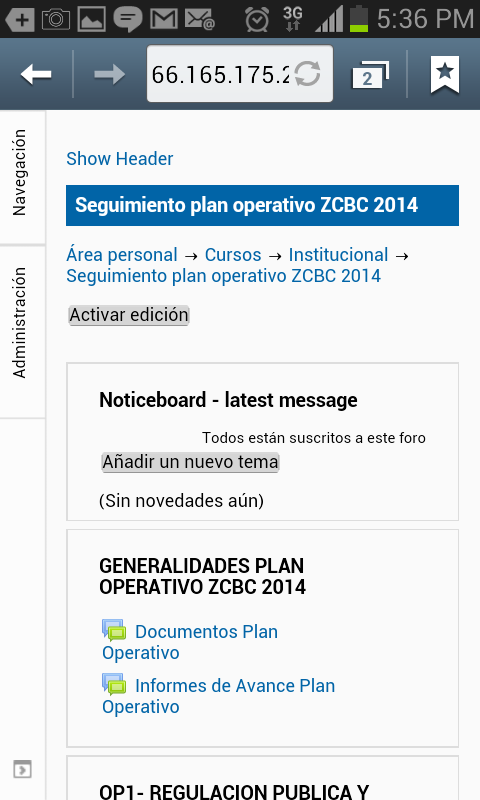 3G
5:36 PM
66.165.175.2
2
Navegación
Administración
Show Header
Seguimiento plan operativo ZCBC 2014
Área personal → Cursos → Institucional →
Seguimiento plan operativo ZCBC 2014
Activar edición
Noticeboard - latest message
Todos están suscritos a este foro
Añadir un nuevo tema
(Sin novedades aún)
GENERALIDADES PLAN
OPERATIVO ZCBC 2014
Documentos Plan
Operativo
Informes de Avance Plan
Operativo
OP1- REGULACION PUBLICA Y